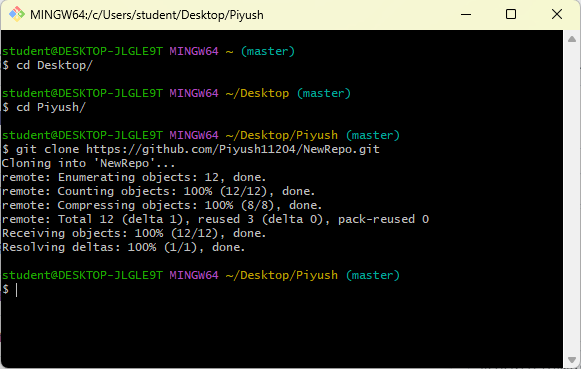 MINGW64:/c/Users/student/Desktop/Piyush
student@DESKTOP-JLGLE9T MINGW64 ~ (master)
$ cd Desktop/
student@DESKTOP-JLGLE9T MINGW64 ~/Desktop (master)
$ cd Piyush/
student@DESKTOP-JLGLE9T MINGW64 ~/Desktop/Piyush (master)
$ git clone https://github.com/Piyush11204/NewRepo.git
Cloning into 'NewRepo'...
remote: Enumerating objects: 12, done.
remote: Counting objects: 100% (12/12), done.
remote: Compressing objects: 100% (8/8), done.
remote: Total 12 (delta 1), reused 3 (delta 0), pack-reused 0
Receiving objects: 100% (12/12), done.
Resolving deltas: 100% (1/1), done.
student@DESKTOP-JLGLE9T MINGW64 ~/Desktop/Piyush (master)
$